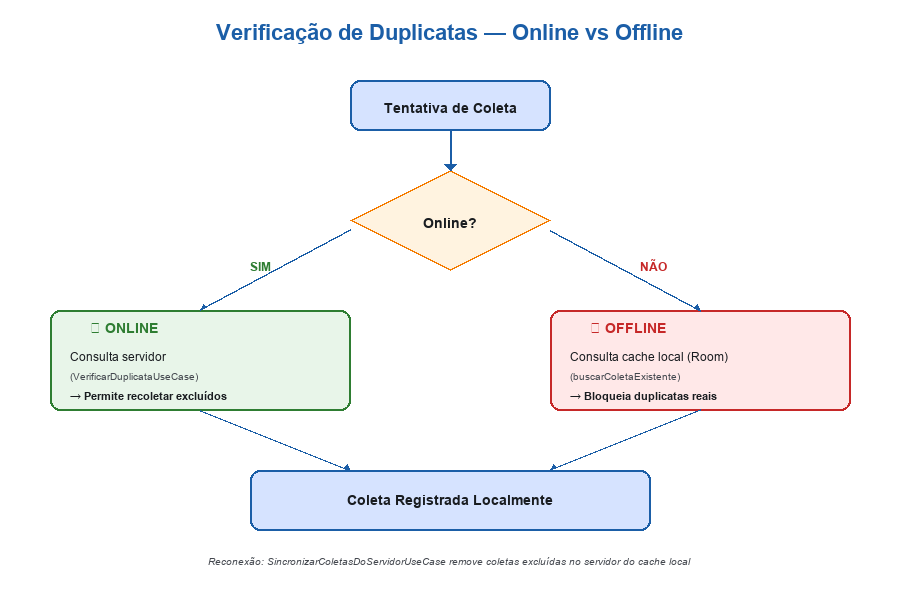 Verificação de Duplicatas — Online vs Offline
Tentativa de Coleta
Online?
SIM
NÃO
ONLINE
Consulta servidor
(VerificarDuplicataUseCase)
→ Permite recoletar excluídos
OFFLINE
Consulta cache local (Room)
(buscarColetaExistente)
→ Bloqueia duplicatas reais
Coleta Registrada Localmente
Reconexão: SincronizarColetasDoServidorUseCase remove coletas excluídas no servidor do cache local